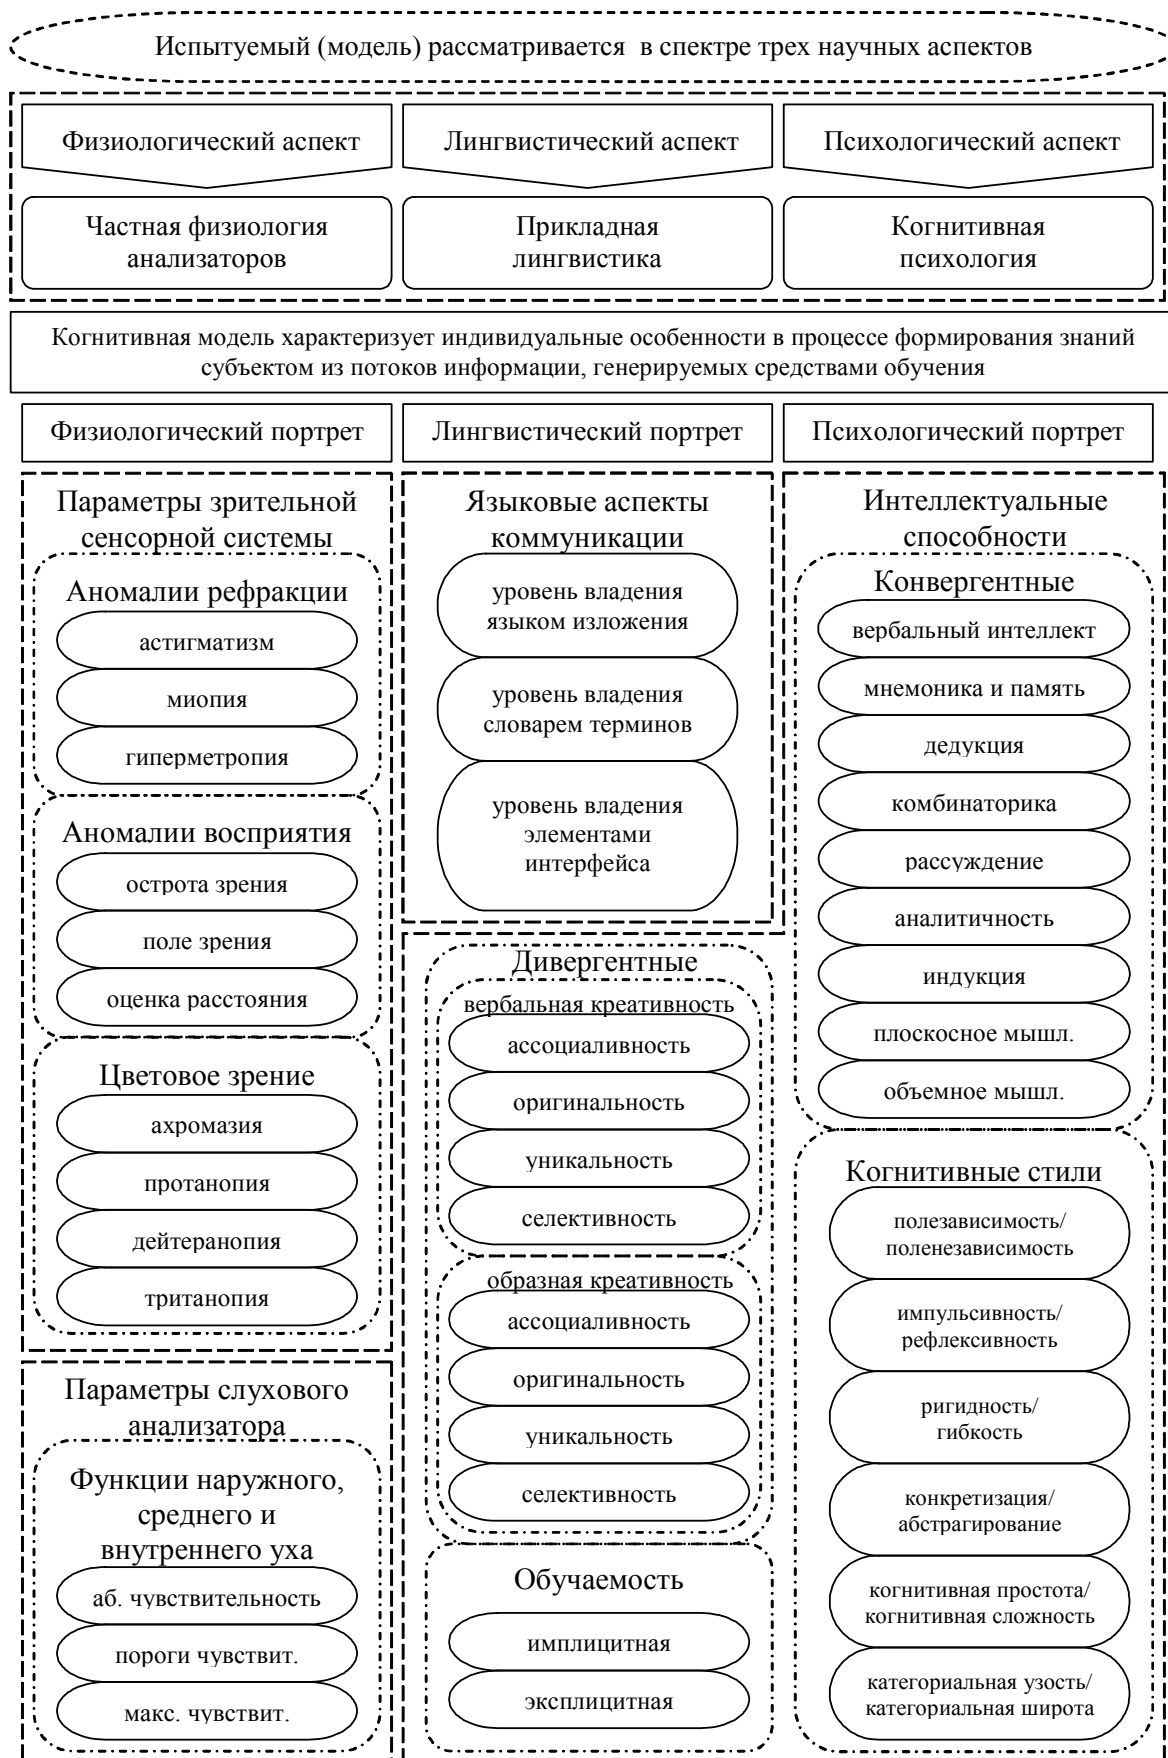 Испытуемый (модель) рассматривается в спектре трех научных аспектов
Физиологический аспект
Лингвистический аспект
Психологический аспект
Частная физиология
анализаторов
Прикладная
лингвистика
Когнитивная
психология
Когнитивная модель характеризует индивидуальные особенности в процессе формирования знаний
субъектом из потоков информации, генерируемых средствами обучения
Физиологический портрет
Лингвистический портрет
Психологический портрет
Параметры зрительной
сенсорной системы
Аномалии рефракции
астигматизм
миопия
гиперметропия
Аномалии восприятия
острота зрения
поле зрения
оценка расстояния
Цветовое зрение
ахромазия
протанопия
дейтеранопия
тританопия
Параметры слухового
анализатора
Функции наружного,
среднего и
внутреннего уха
аб. чувствительность
пороги чувствит.
макс. чувствит.
Языковые аспекты
коммуникации
уровень владения
языком изложения
уровень владения
словарем терминов
уровень владения
элементами
интерфейса
Интеллектуальные
способности
Конвергентные
вербальный интеллект
мнемоника и память
дедукция
комбинаторика
рассуждение
аналитичность
индукция
плоскосное мышл.
объемное мышл.
Дивергентные
вербальная креативность
ассоциаливность
оригинальность
уникальность
селективность
образная креативность
ассоциаливность
оригинальность
уникальность
селективность
Обучаемость
имплицитная
эксплицитная
Когнитивные стили
полезависимость/
поленезависимость
импульсивность/
рефлексивность
ригидность/
гибкость
конкретизация/
абстрагирование
когнитивная простота/
когнитивная сложность
категориальная узость/
категориальная широта